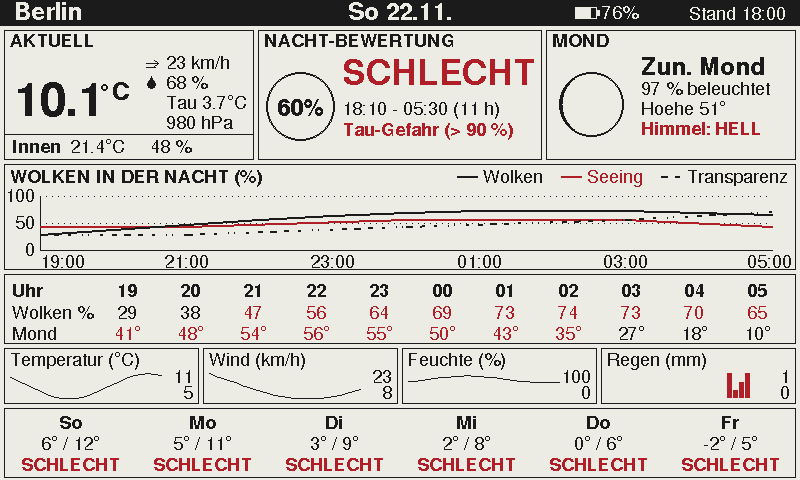 Berlin So 22.11. 76% Stand 18:00
AKTUELL
10.1°C
⇒ 23 km/h
68 %
Tau 3.7°C
980 hPa
Innen 21.4°C 48 %
NACHT-BEWERTUNG
60%
SCHLECHT
18:10 - 05:30 (11 h)
Tau-Gefahr (> 90 %)
MOND
Zun. Mond
97 % beleuchtet
Hoehe 51°
Himmel: HELL
WOLKEN IN DER NACHT (%) Wolken Seeing Transparenz
100
50
0
19:00 21:00 23:00 01:00 03:00 05:00
Uhr 19 20 21 22 23 00 01 02 03 04 05
Wolken % 29 38 47 56 64 69 73 74 73 70 65
Mond 41° 48° 54° 56° 55° 50° 43° 35° 27° 18° 10°
Temperatur (°C) 11 5
Wind (km/h) 23 8
Feuchte (%) 100 0
Regen (mm) 1 0
So Mo Di Mi Do Fr
6° / 12° 5° / 11° 3° / 9° 2° / 8° 0° / 6° -2° / 5°
SCHLECHT SCHLECHT SCHLECHT SCHLECHT SCHLECHT SCHLECHT